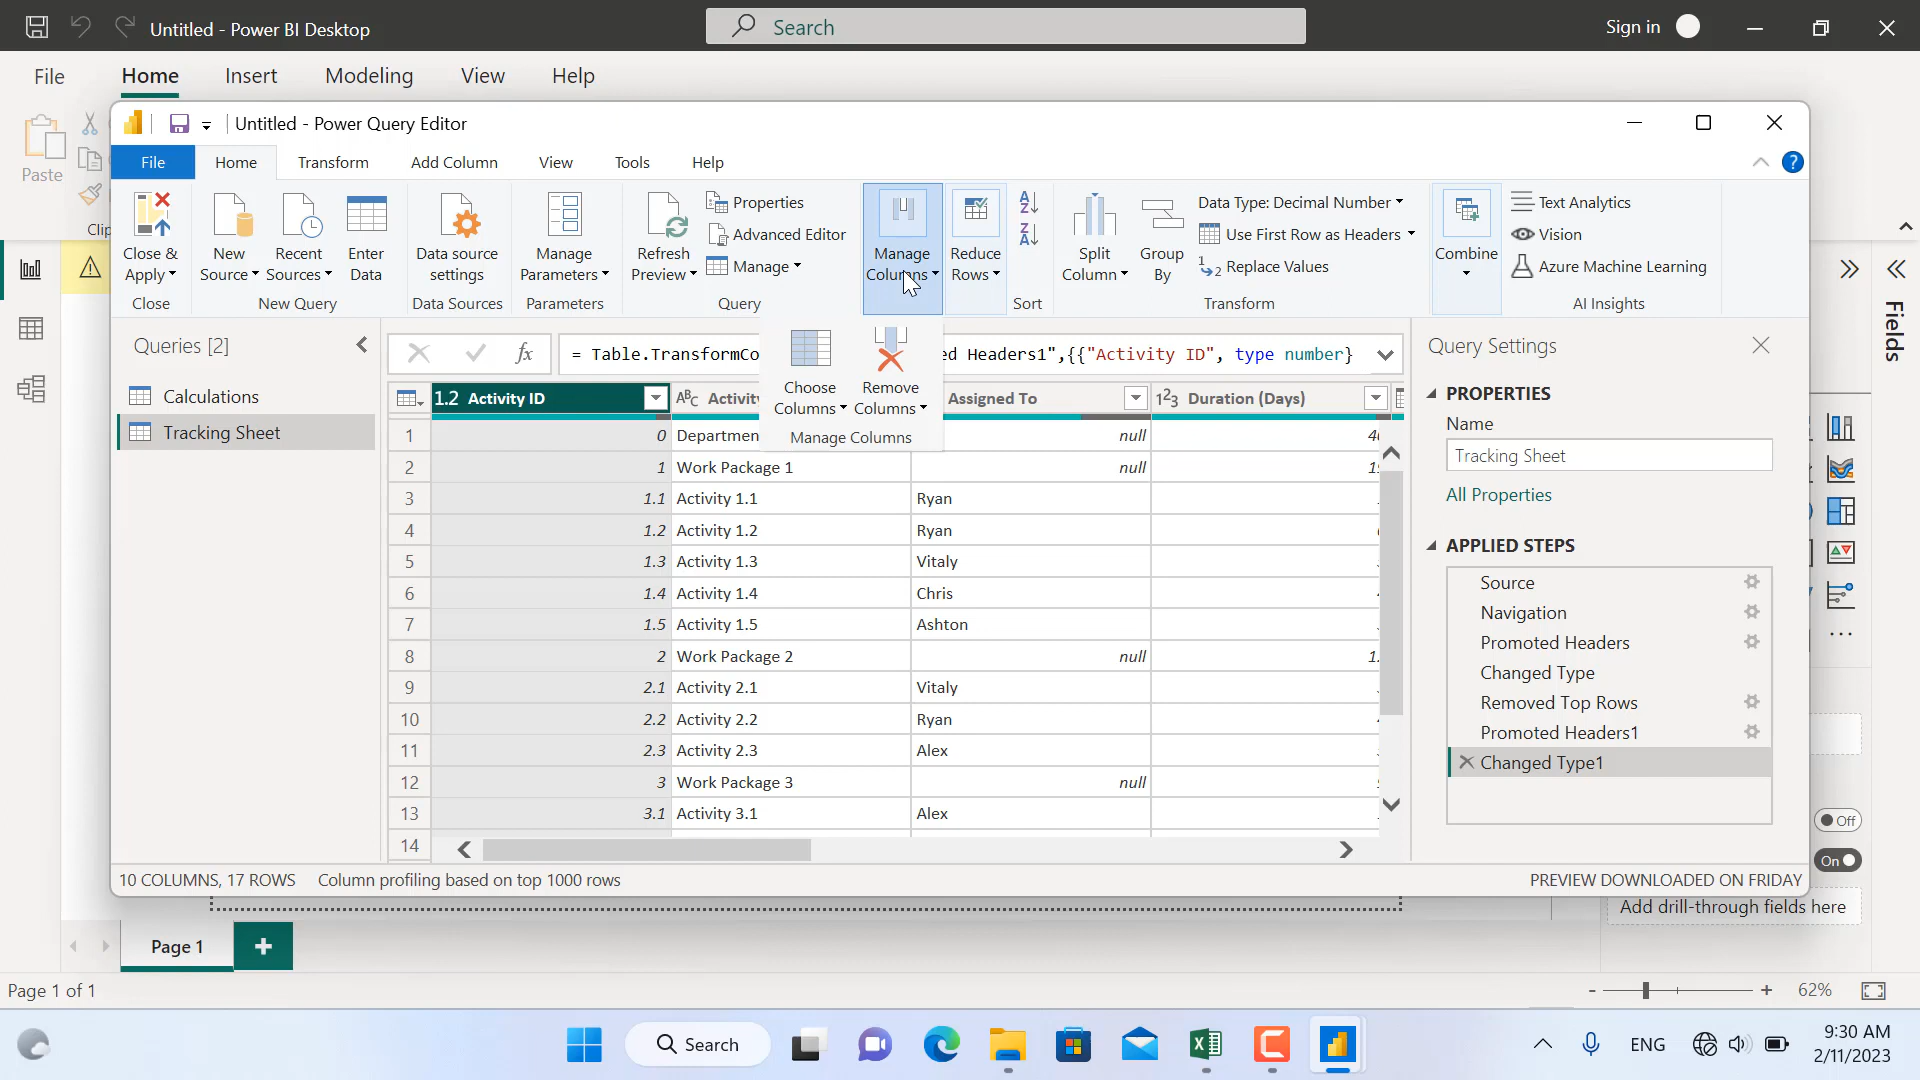 Untitled - Power BI Desktop
Search
Sign in
File
Home
Insert
Modeling
View
Help
Paste
Clip
Untitled - Power Query Editor
File
Home
Transform
Add Column
View
Tools
Help
Close &
Apply
Close
New
Source
Recent
Sources
Enter
Data
New Query
Data source
settings
Data Sources
Manage
Parameters
Parameters
Refresh
Preview
Properties
Advanced Editor
Manage
Query
Manage
Columns
Reduce
Rows
Sort
Split
Column
Group
By
Data Type: Decimal Number
Use First Row as Headers
Replace Values
Transform
Combine
Text Analytics
Vision
Azure Machine Learning
AI Insights
Choose
Columns
Remove
Columns
Manage Columns
Queries [2]
Calculations
Tracking Sheet
fx
= Table.TransformCo
ed Headers1",{{"Activity ID", type number}
1.2 Activity ID
ABC Activity
Assigned To
123 Duration (Days)
1 0 Departmen null
2 1 Work Package 1 null
3 1.1 Activity 1.1 Ryan
4 1.2 Activity 1.2 Ryan
5 1.3 Activity 1.3 Vitaly
6 1.4 Activity 1.4 Chris
7 1.5 Activity 1.5 Ashton
8 2 Work Package 2 null
9 2.1 Activity 2.1 Vitaly
10 2.2 Activity 2.2 Ryan
11 2.3 Activity 2.3 Alex
12 3 Work Package 3 null
13 3.1 Activity 3.1 Alex
14
10 COLUMNS, 17 ROWS
Column profiling based on top 1000 rows
PREVIEW DOWNLOADED ON FRIDAY
Query Settings
PROPERTIES
Name
Tracking Sheet
All Properties
APPLIED STEPS
Source
Navigation
Promoted Headers
Changed Type
Removed Top Rows
Promoted Headers1
Changed Type1
Fields
Off
On
Add drill-through fields here
Page 1
Page 1 of 1
- + 62%
Search
ENG
9:30 AM
2/11/2023